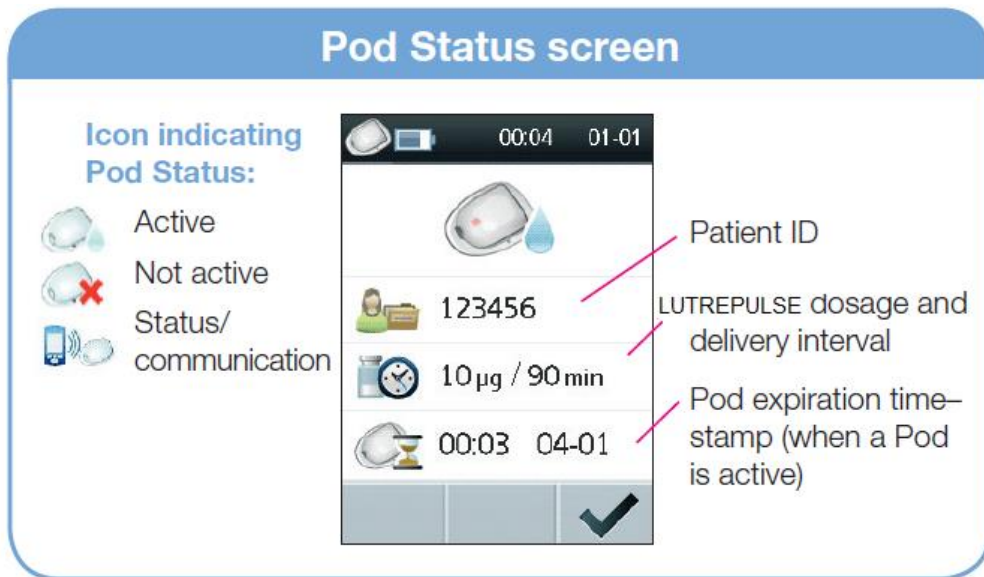 Pod Status screen
Icon indicating
Pod Status:
Active
Not active
Status/
communication
00:04 01-01
123456
10 µg / 90 min
00:03 04-01
Patient ID
LUTREPULSE dosage and
delivery interval
Pod expiration time–
stamp (when a Pod
is active)